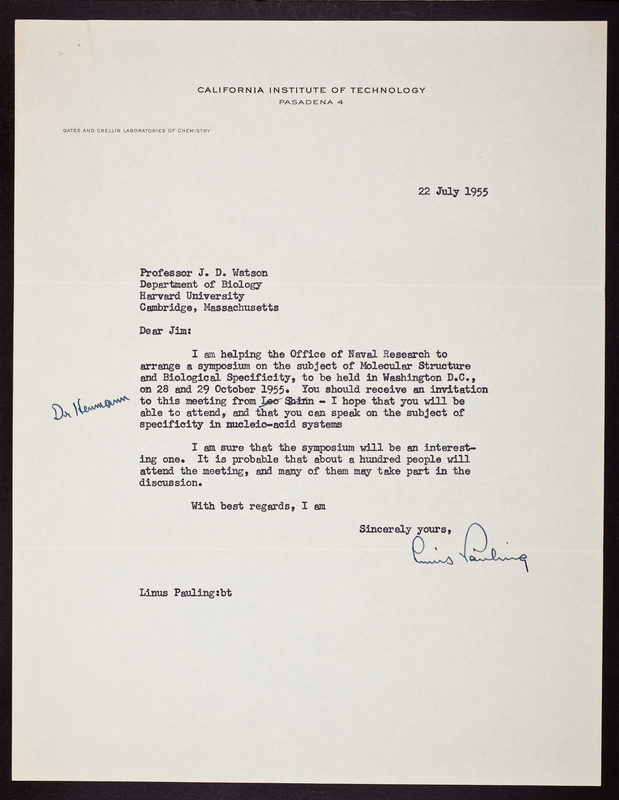 CALIFORNIA INSTITUTE OF TECHNOLOGY
PASADENA 4
GATES AND CRELLIN LABORATORIES OF CHEMISTRY
22 July 1955
Professor J. D. Watson
Department of Biology
Harvard University
Cambridge, Massachusetts
Dear Jim:
I am helping the Office of Naval Research to
arrange a symposium on the subject of Molecular Structure
and Biological Specificity, to be held in Washington D.C.,
on 28 and 29 October 1955. You should receive an invitation
Dr Neumann
to this meeting from Leo Shinn - I hope that you will be
able to attend, and that you can speak on the subject of
specificity in nucleic-acid systems
I am sure that the symposium will be an interest-
ing one. It is probable that about a hundred people will
attend the meeting, and many of them may take part in the
discussion.
With best regards, I am
Sincerely yours,
Linus Pauling
Linus Pauling:bt